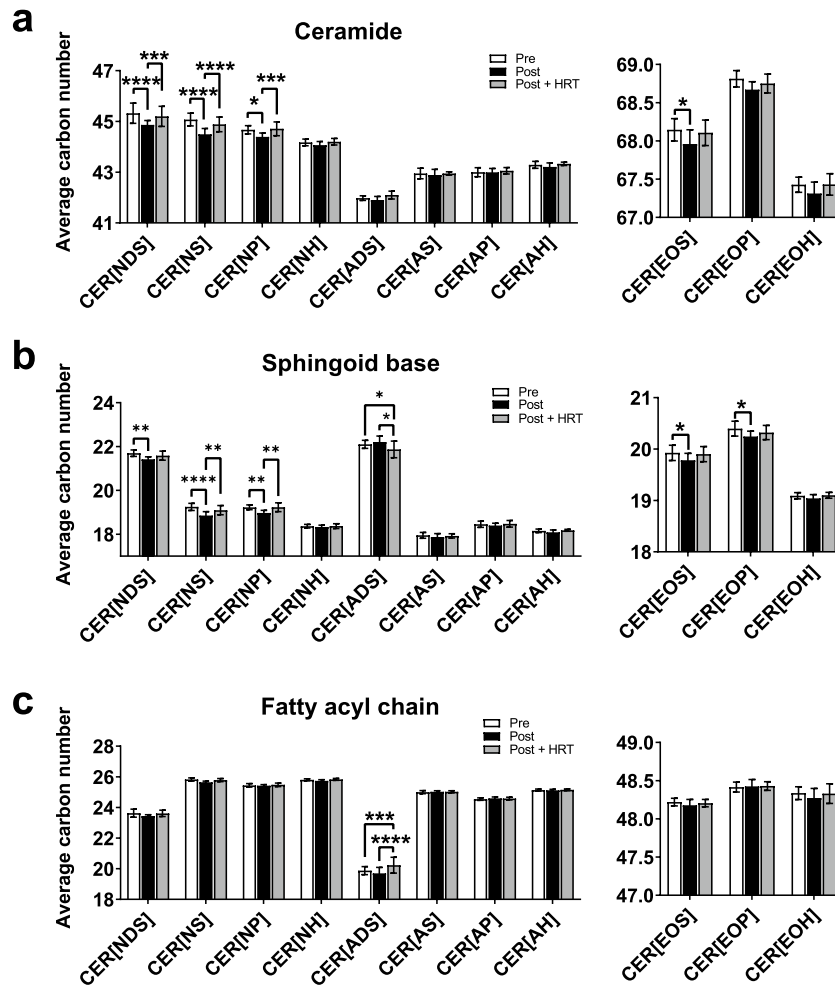 a
Ceramide
Pre
Post
Post + HRT
Average carbon number
47
45
43
41
**** *** **** **** * ***
CER[NDS] CER[NS] CER[NP] CER[NH] CER[ADS] CER[AS] CER[AP] CER[AH]
69.0
68.5
68.0
67.5
67.0
*
CER[EOS] CER[EOP] CER[EOH]
b
Sphingoid base
Pre
Post
Post + HRT
Average carbon number
24
22
20
18
** **** ** ** ** * *
CER[NDS] CER[NS] CER[NP] CER[NH] CER[ADS] CER[AS] CER[AP] CER[AH]
21
20
19
18
* *
CER[EOS] CER[EOP] CER[EOH]
c
Fatty acyl chain
Pre
Post
Post + HRT
Average carbon number
28
26
24
22
20
18
*** ****
CER[NDS] CER[NS] CER[NP] CER[NH] CER[ADS] CER[AS] CER[AP] CER[AH]
49.0
48.5
48.0
47.5
47.0
CER[EOS] CER[EOP] CER[EOH]